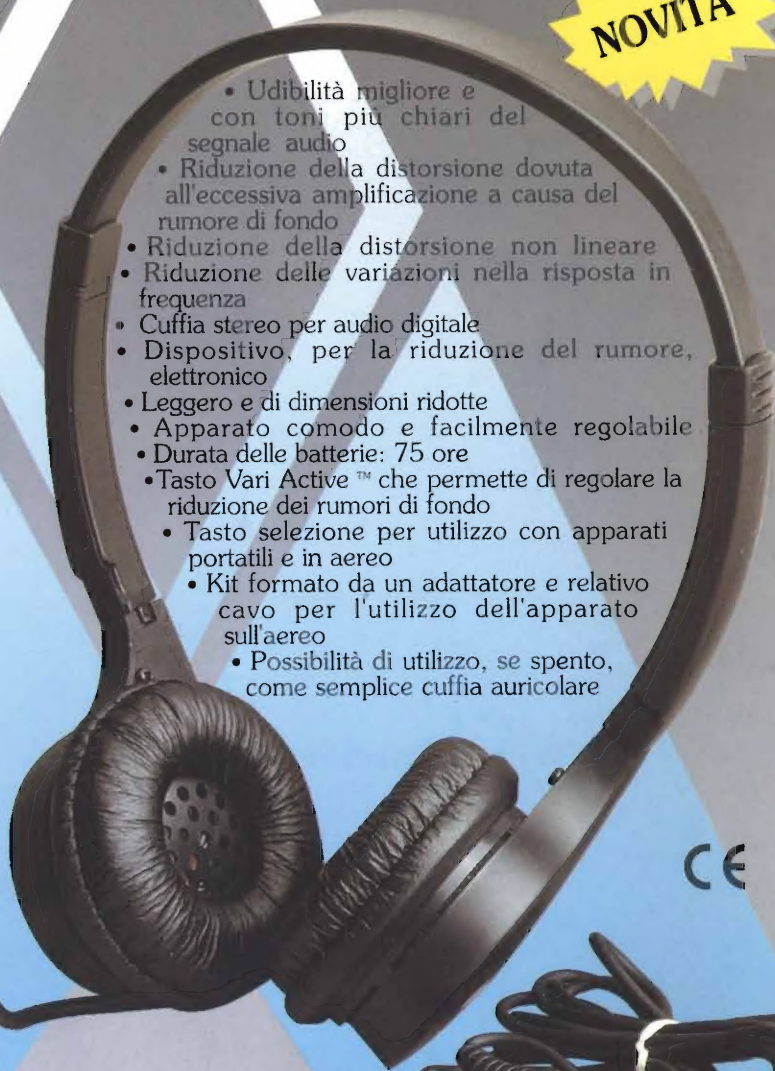 NOVITÀ
• Udibilità migliore e
con toni più chiari del
segnale audio
• Riduzione della distorsione dovuta
all'eccessiva amplificazione a causa del
rumore di fondo
• Riduzione della distorsione non lineare
• Riduzione delle variazioni nella risposta in
frequenza
• Cuffia stereo per audio digitale
• Dispositivo, per la riduzione del rumore,
elettronico
• Leggero e di dimensioni ridotte
• Apparato comodo e facilmente regolabile
• Durata delle batterie: 75 ore
•Tasto Vari Active ™ che permette di regolare la
riduzione dei rumori di fondo
• Tasto selezione per utilizzo con apparati
portatili e in aereo
• Kit formato da un adattatore e relativo
cavo per l'utilizzo dell'apparato
sull'aereo
• Possibilità di utilizzo, se spento,
come semplice cuffia auricolare
CE